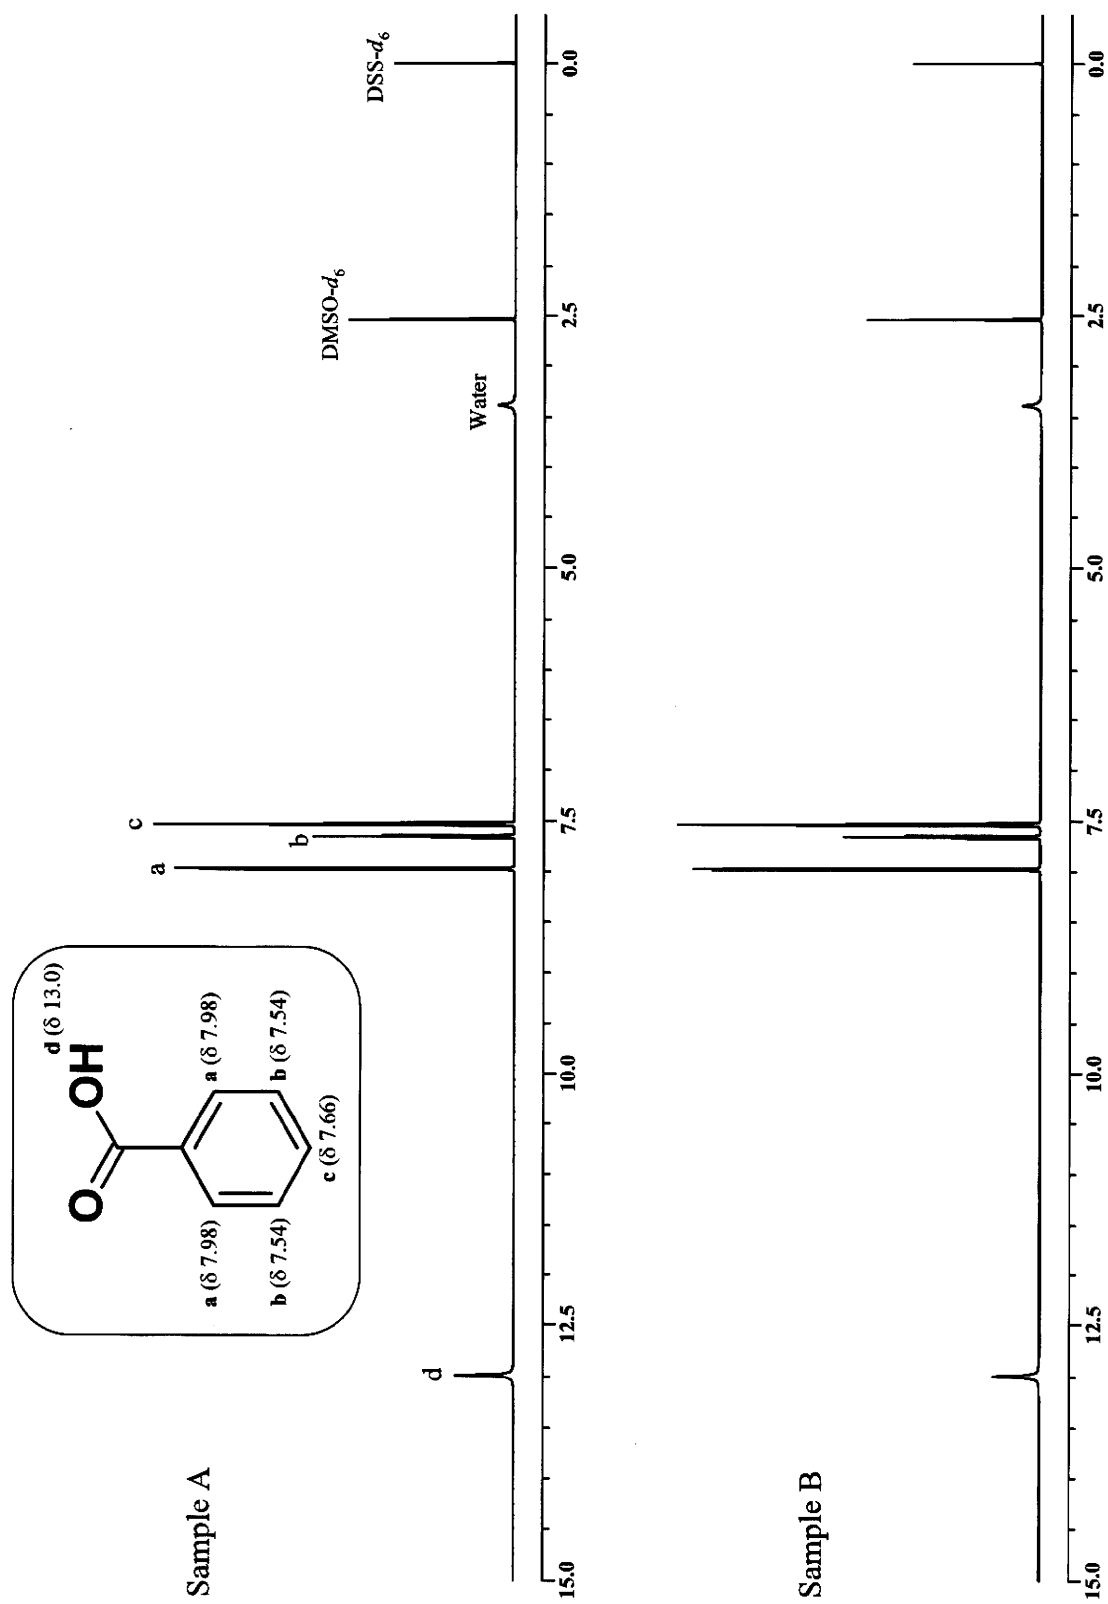 Sample A
d (δ 13.0)
O
OH
a (δ 7.98)
a (δ 7.98)
b (δ 7.54)
b (δ 7.54)
c (δ 7.66)
d
a
b
c
Water
DMSO-d6
DSS-d6
15.0
12.5
10.0
7.5
5.0
2.5
0.0
Sample B
15.0
12.5
10.0
7.5
5.0
2.5
0.0